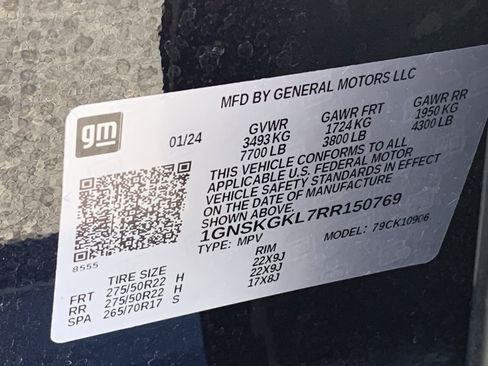 MFD BY GENERAL MOTORS LLC
gm
01/24 GVWR GAWR FRT GAWR RR
3493 KG 1724 KG 1950 KG
7700 LB 3800 LB 4300 LB
THIS VEHICLE CONFORMS TO ALL
APPLICABLE U.S. FEDERAL MOTOR
VEHICLE SAFETY STANDARDS IN EFFECT
ON THE DATE OF MANUFACTURE
SHOWN ABOVE.
1GNSKGKL7RR150769
TYPE: MPV MODEL: 79CK10906
8555
TIRE SIZE RIM
FRT 275/50R22 H 22X9J
RR 275/50R22 H 22X9J
SPA 265/70R17 S 17X8J